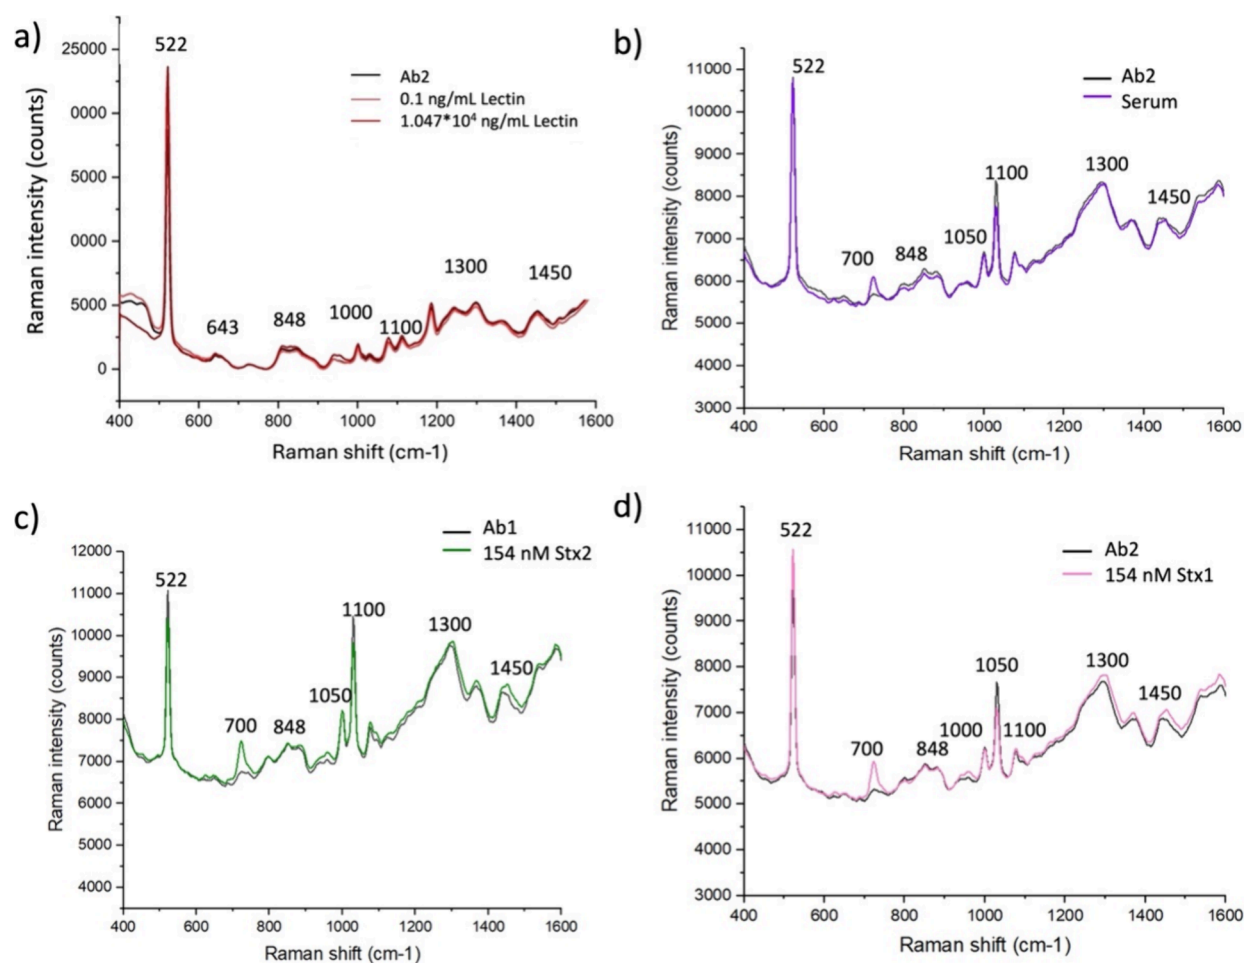 a)
Raman intensity (counts)
25000
0000
0000
0000
5000
0
522
643
848
1000
1100
1300
1450
Ab2
0.1 ng/mL Lectin
1.047*10⁴ ng/mL Lectin
400 600 800 1000 1200 1400 1600
Raman shift (cm-1)
b)
Raman intensity (counts)
11000
10000
9000
8000
7000
6000
5000
4000
3000
522
700
848
1050
1100
1300
1450
Ab2
Serum
400 600 800 1000 1200 1400 1600
Raman shift (cm-1)
c)
Raman intensity (counts)
12000
11000
10000
9000
8000
7000
6000
5000
4000
522
700
848
1050
1100
1300
1450
Ab1
154 nM Stx2
400 600 800 1000 1200 1400 1600
Raman shift (cm-1)
d)
Raman intensity (counts)
11000
10000
9000
8000
7000
6000
5000
4000
3000
522
700
848
1000
1050
1100
1300
1450
Ab2
154 nM Stx1
400 600 800 1000 1200 1400 1600
Raman shift (cm-1)